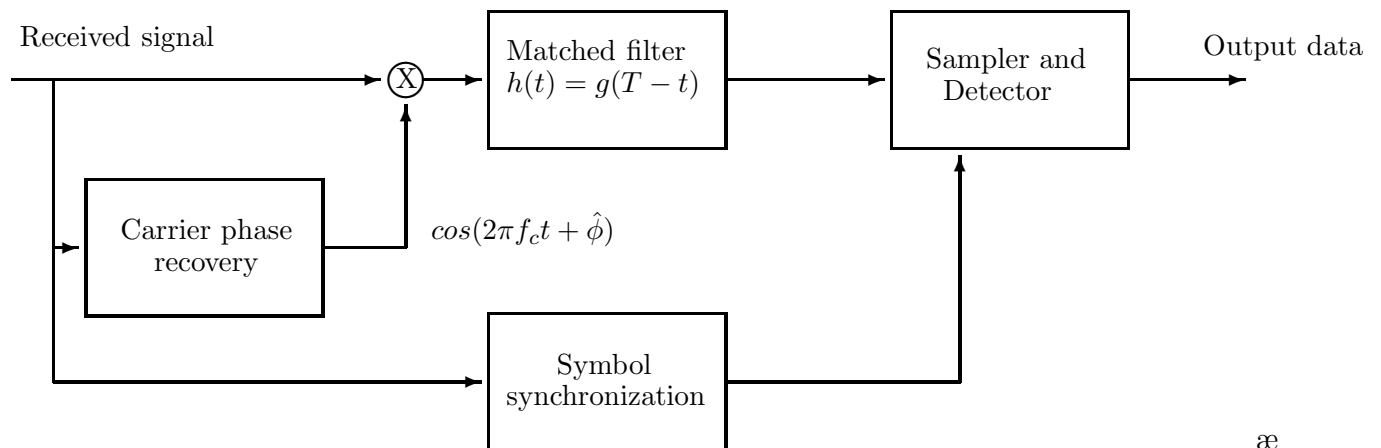 Received signal
X
Matched filter
h(t) = g(T − t)
Sampler and
Detector
Output data
Carrier phase
recovery
cos(2πf_ct + φ̂)
Symbol
synchronization
æ